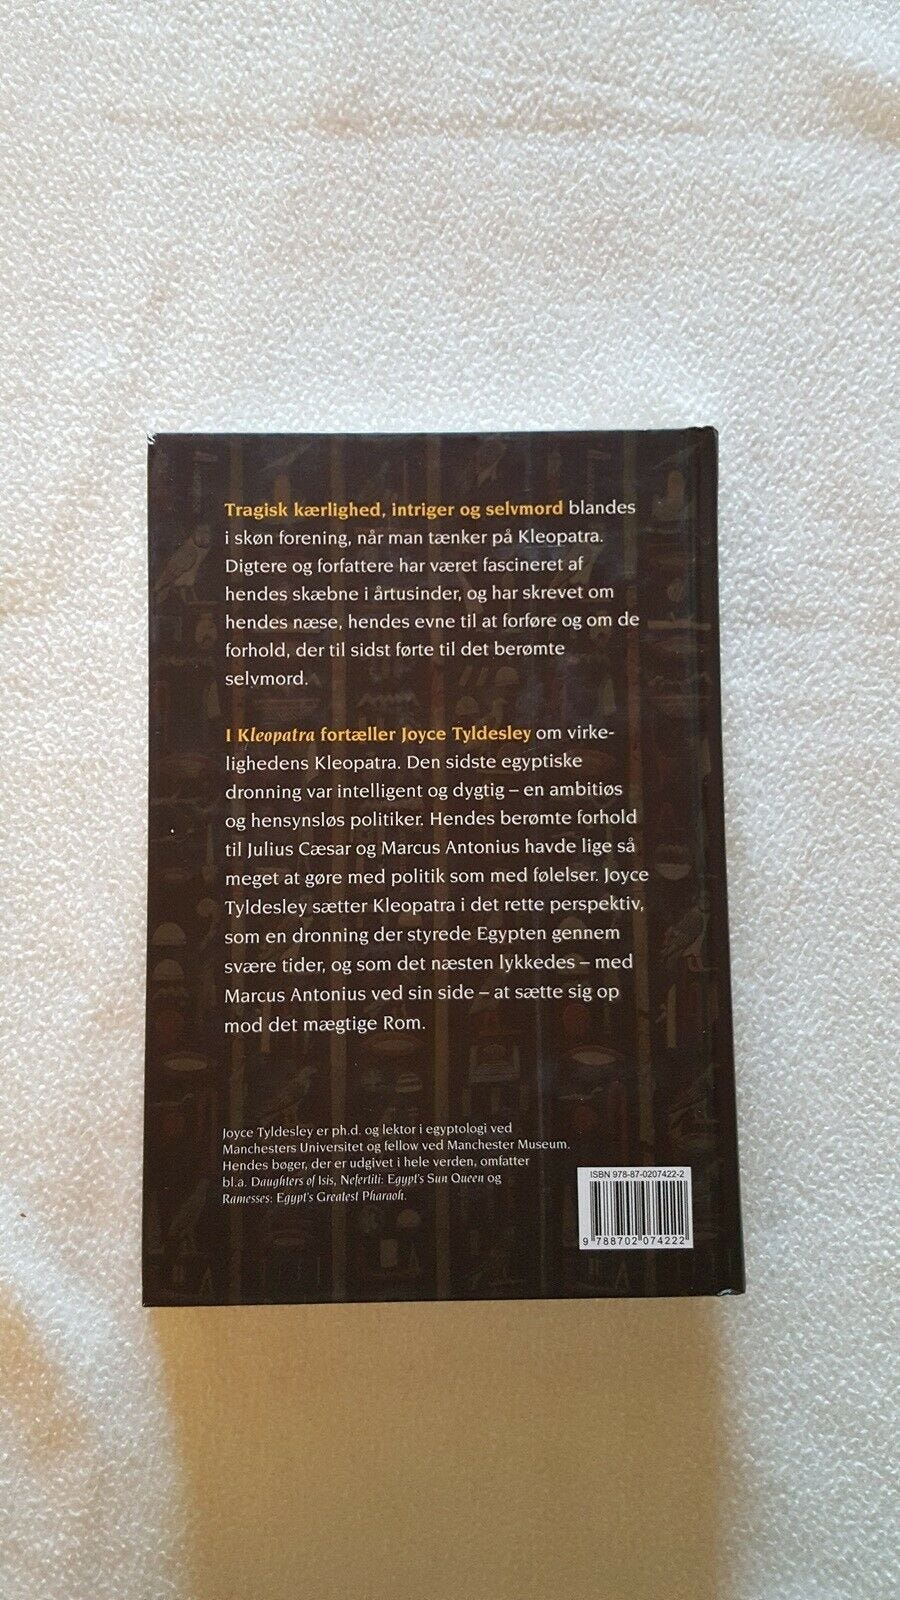 Tragisk kærlighed, intriger og selvmord blandes
i skøn forening, når man tænker på Kleopatra.
Digtere og forfattere har været fascineret af
hendes skæbne i årtusinder, og har skrevet om
hendes næse, hendes evne til at forføre og om de
forhold, der til sidst førte til det berømte
selvmord.
I Kleopatra fortæller Joyce Tyldesley om virke-
lighedens Kleopatra. Den sidste egyptiske
dronning var intelligent og dygtig – en ambitiøs
og hensynsløs politiker. Hendes berømte forhold
til Julius Cæsar og Marcus Antonius havde lige så
meget at gøre med politik som med følelser. Joyce
Tyldesley sætter Kleopatra i det rette perspektiv,
som en dronning der styrede Egypten gennem
svære tider, og som det næsten lykkedes – med
Marcus Antonius ved sin side – at sætte sig op
mod det mægtige Rom.
Joyce Tyldesley er ph.d. og lektor i egyptologi ved
Manchesters Universitet og fellow ved Manchester Museum.
Hendes bøger, der er udgivet i hele verden, omfatter
bl.a. Daughters of Isis, Nefertiti: Egypt's Sun Queen og
Ramesses: Egypt's Greatest Pharaoh.
ISBN 978-87-0207422-2
9 788702 074222